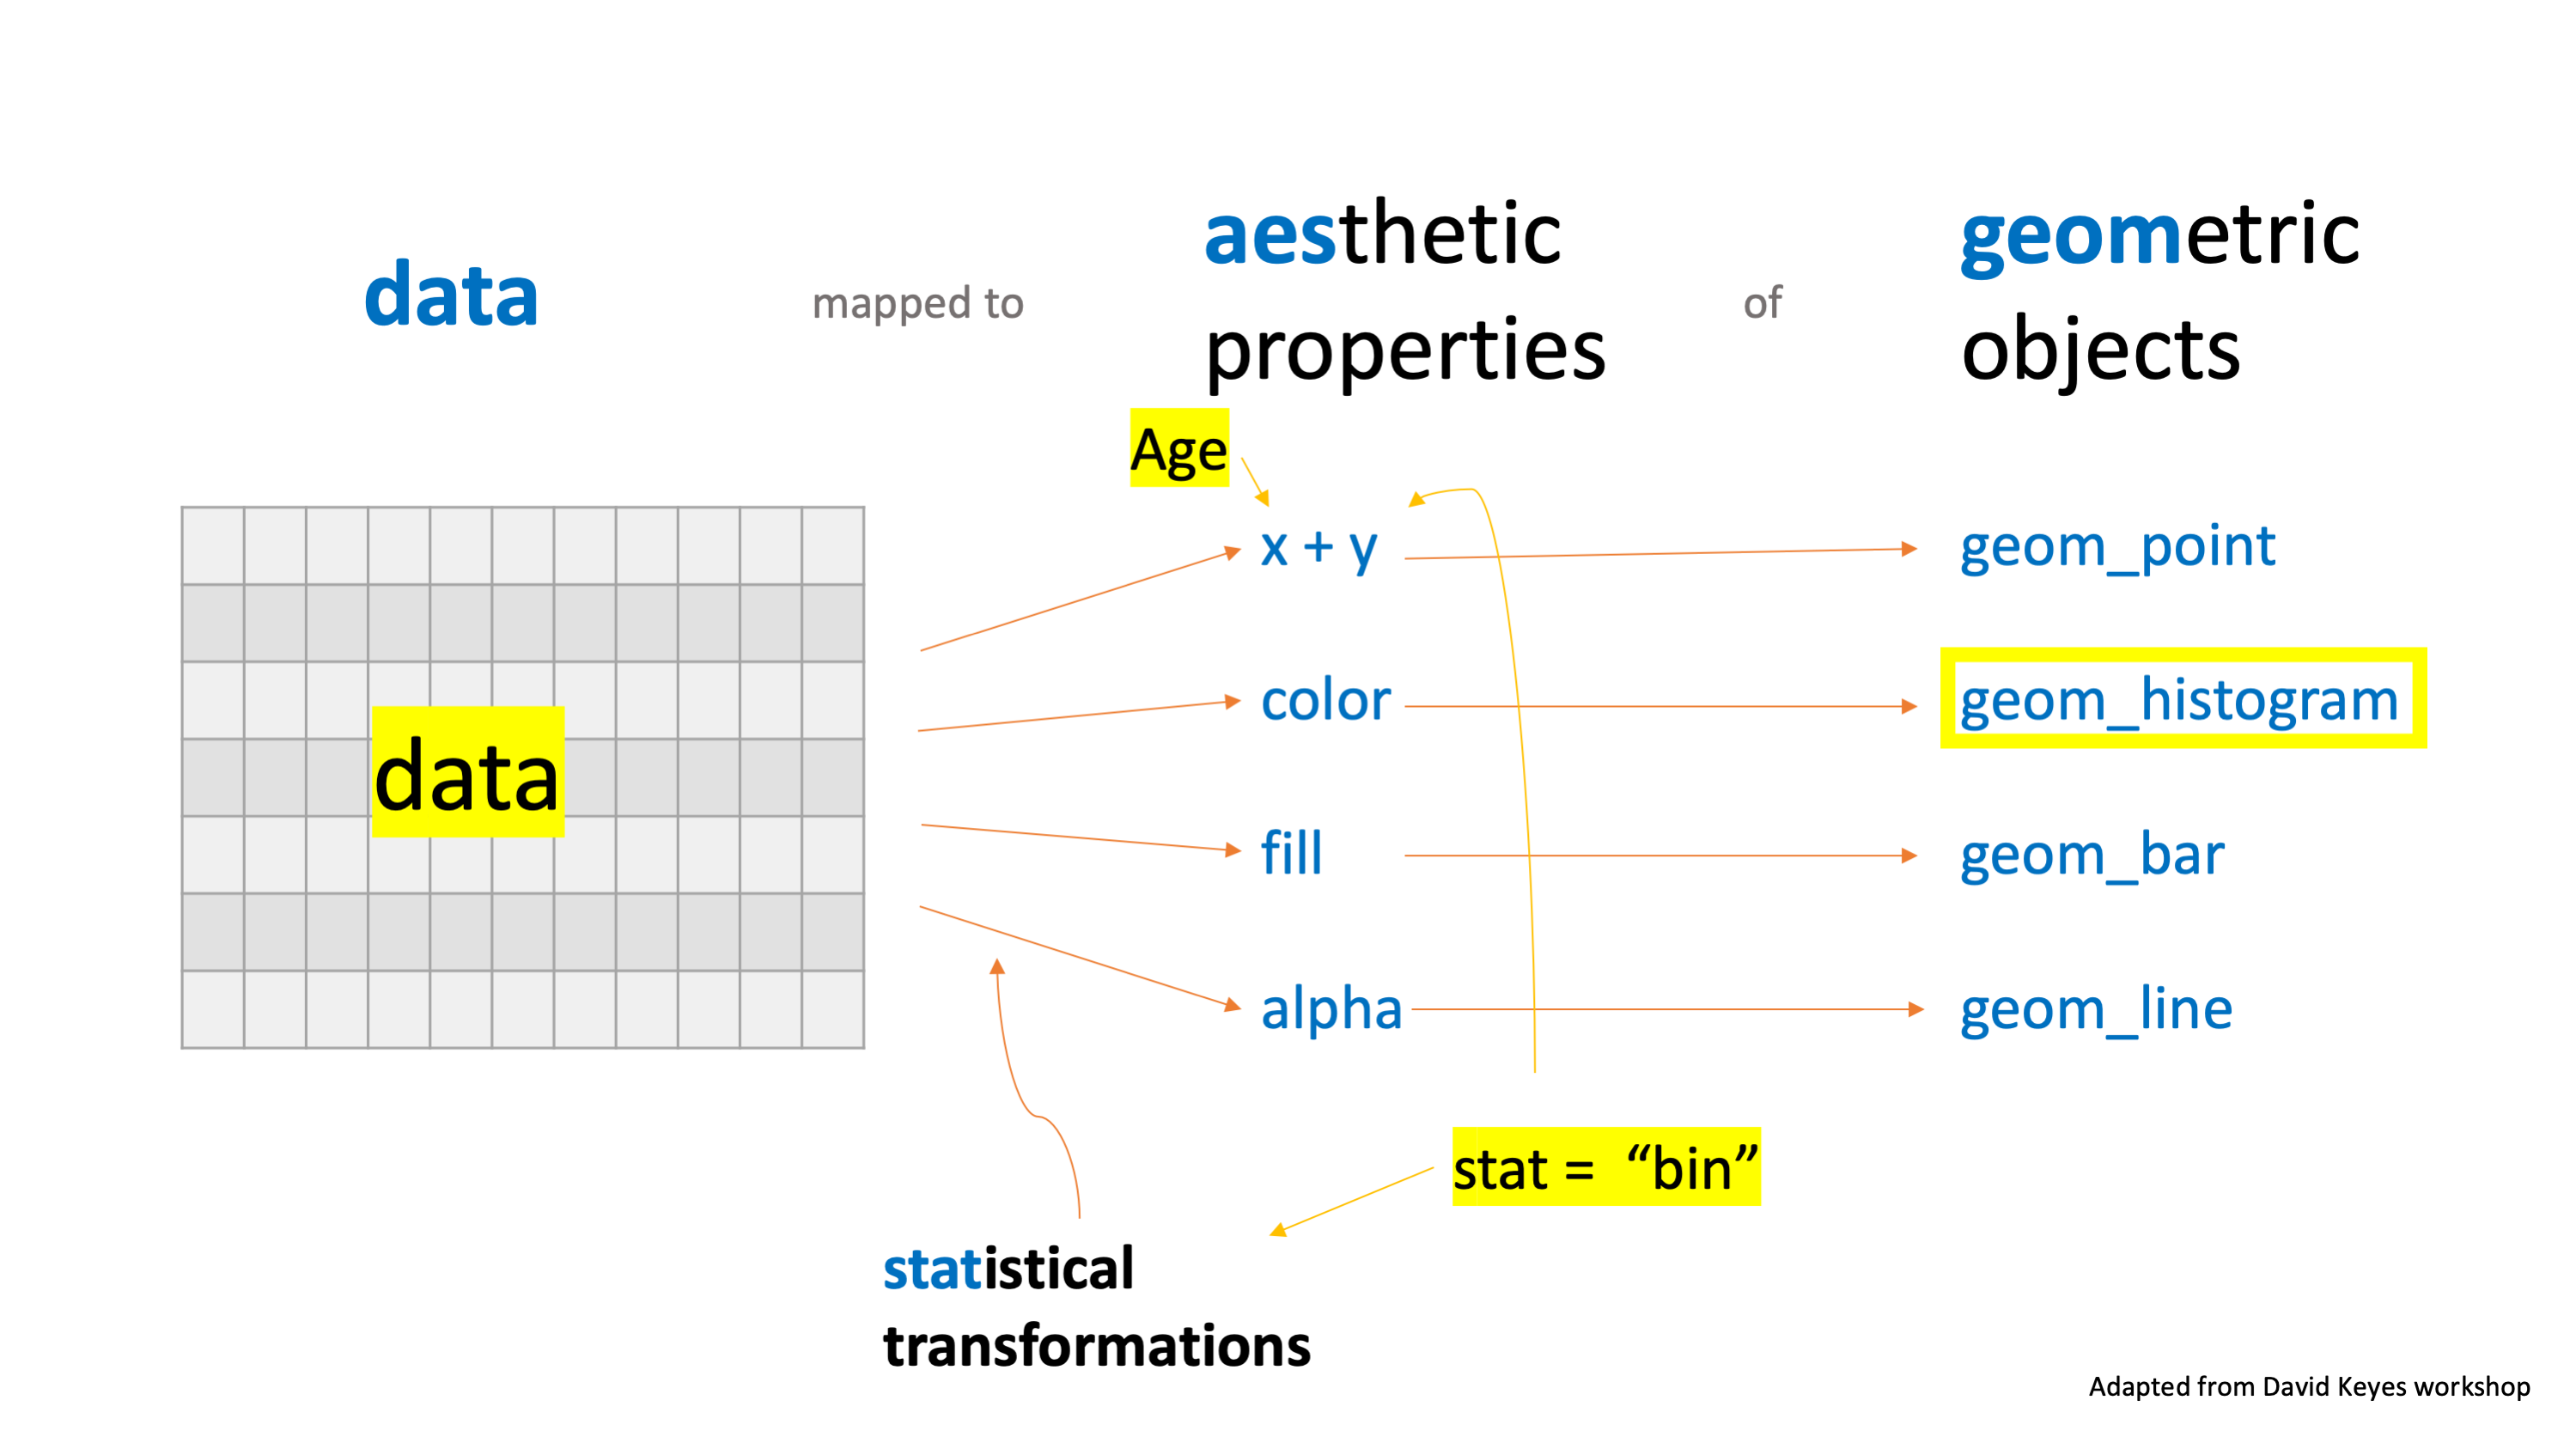 data
mapped to
aesthetic
properties
of
geometric
objects
Age
x + y
geom_point
color
geom_histogram
data
fill
geom_bar
alpha
geom_line
stat = “bin”
statistical
transformations
Adapted from David Keyes workshop